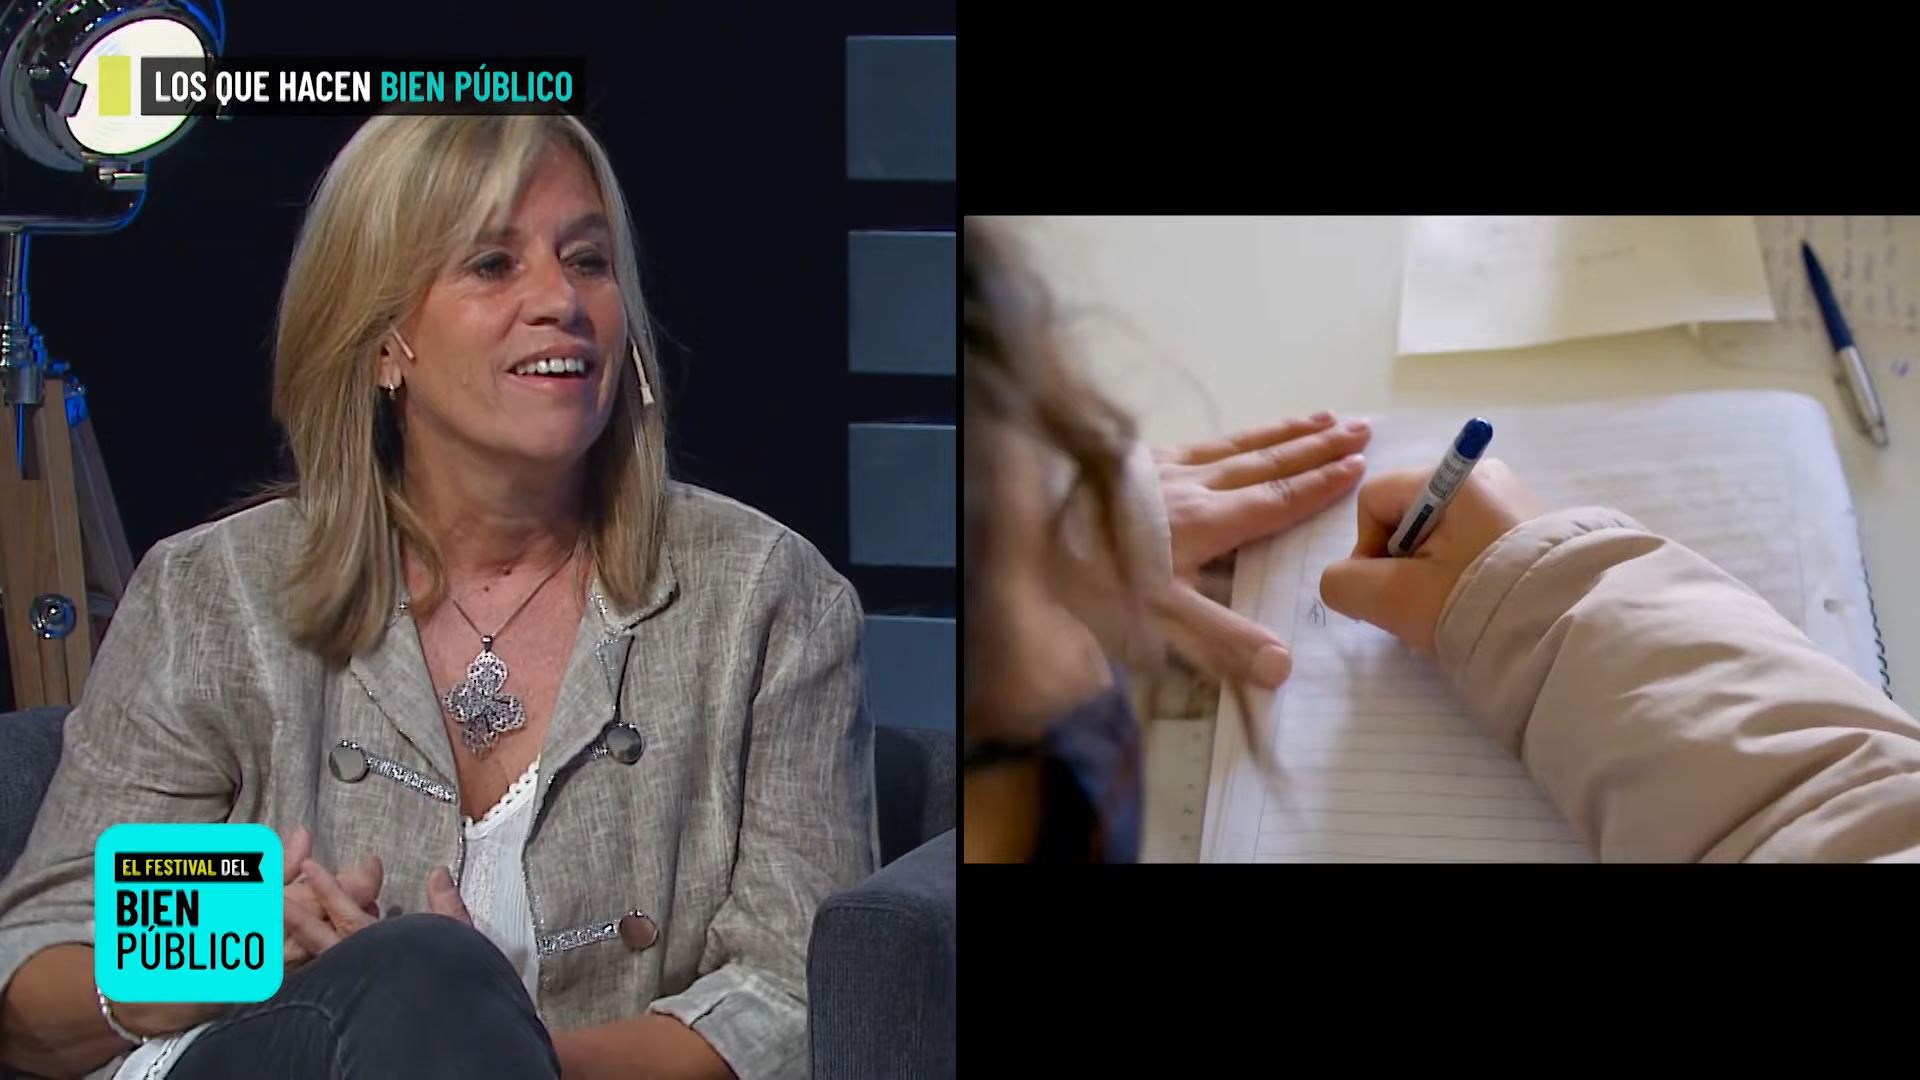 LOS QUE HACEN BIEN PÚBLICO
EL FESTIVAL DEL
BIEN
PÚBLICO